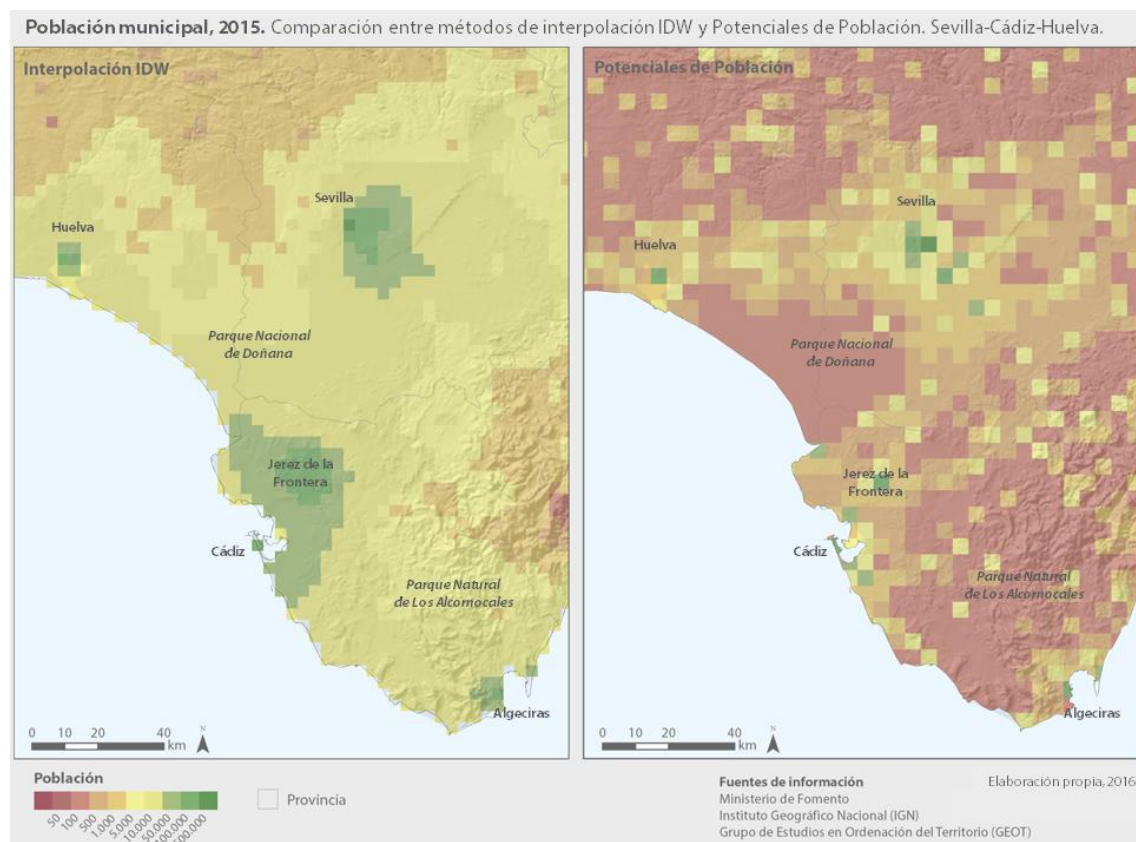 Población municipal, 2015. Comparación entre métodos de interpolación IDW y Potenciales de Población. Sevilla-Cádiz-Huelva.
Interpolación IDW
Sevilla
Huelva
Parque Nacional
de Doñana
Jerez de la
Frontera
Cádiz
Parque Natural
de Los Alcornocales
Algeciras
0 10 20 40
km
N
Potenciales de Población
Sevilla
Huelva
Parque Nacional
de Doñana
Jerez de la
Frontera
Cádiz
Parque Natural
de Los Alcornocales
Algeciras
0 10 20 40
km
N
Población
50 100 500 1.000 5.000 10.000 50.000 100.000
Provincia
Fuentes de información
Ministerio de Fomento
Instituto Geográfico Nacional (IGN)
Grupo de Estudios en Ordenación del Territorio (GEOT)
Elaboración propia, 2016